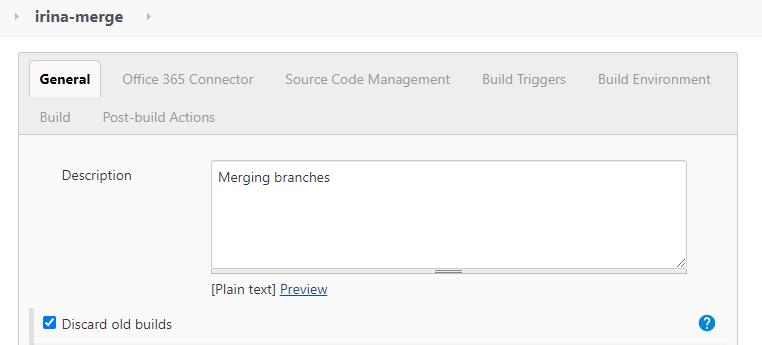 irina-merge
General Office 365 Connector Source Code Management Build Triggers Build Environment
Build Post-build Actions
Description
Merging branches
[Plain text] Preview
Discard old builds
?